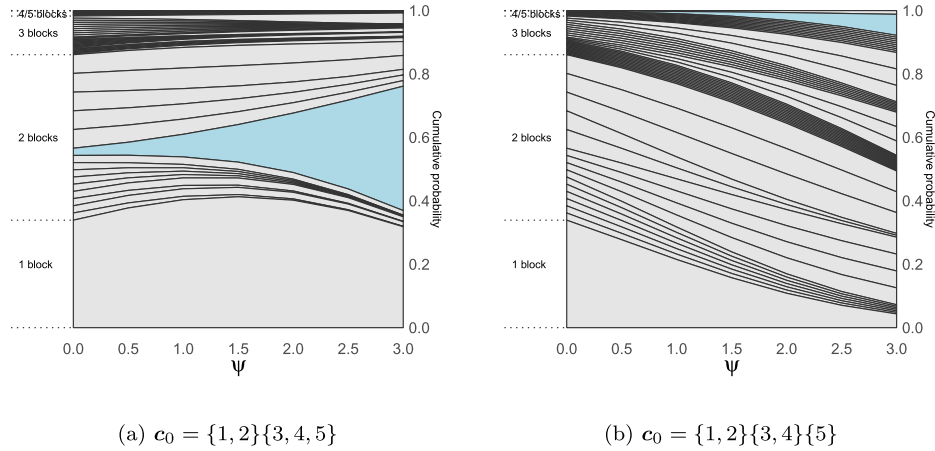 4/5 blocks
3 blocks
2 blocks
1 block
1.0
0.8
0.6
0.4
0.2
0.0
Cumulative probability
0.0 0.5 1.0 1.5 2.0 2.5 3.0
ψ
(a) c₀ = {1, 2}{3, 4, 5}
4/5 blocks
3 blocks
2 blocks
1 block
1.0
0.8
0.6
0.4
0.2
0.0
Cumulative probability
0.0 0.5 1.0 1.5 2.0 2.5 3.0
ψ
(b) c₀ = {1, 2}{3, 4}{5}